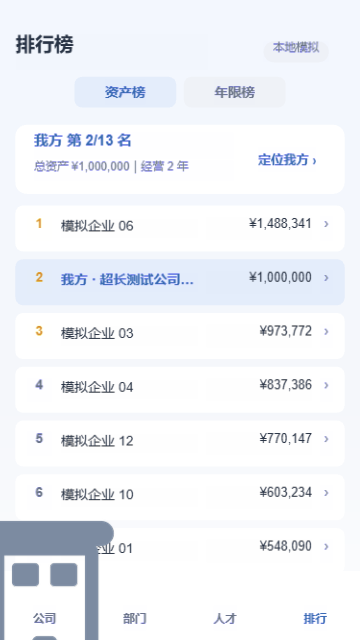 排行榜
本地模拟
资产榜
年限榜
我方 第 2/13 名
总资产 ¥1,000,000 | 经营 2 年
定位我方 ›
1 模拟企业 06 ¥1,488,341 ›
2 我方 · 超长测试公司... ¥1,000,000 ›
3 模拟企业 03 ¥973,772 ›
4 模拟企业 04 ¥837,386 ›
5 模拟企业 12 ¥770,147 ›
6 模拟企业 10 ¥603,234 ›
业 01 ¥548,090 ›
公司
部门
人才
排行